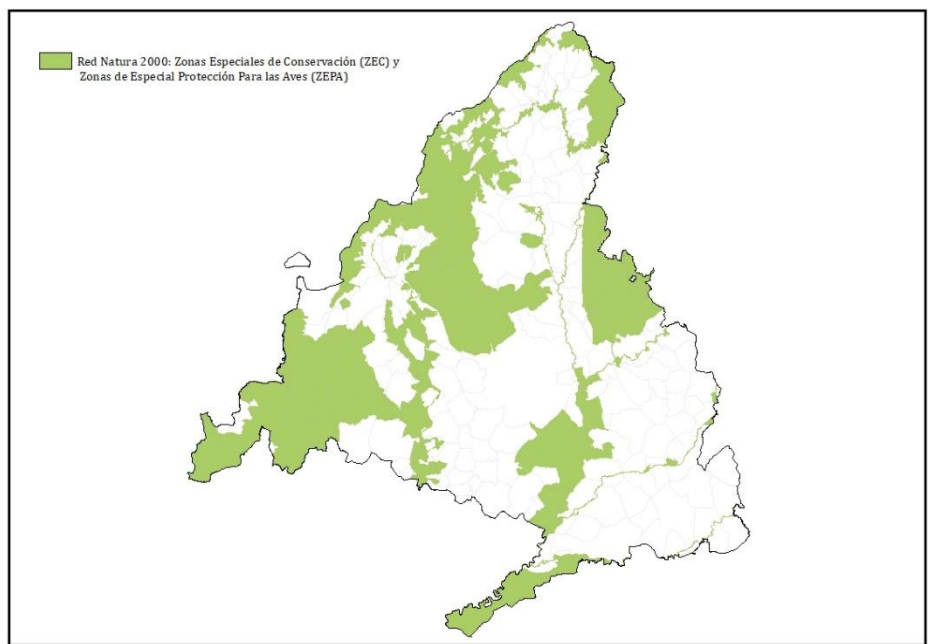 Red Natura 2000: Zonas Especiales de Conservación (ZEC) y
Zonas de Especial Protección Para las Aves (ZEPA)